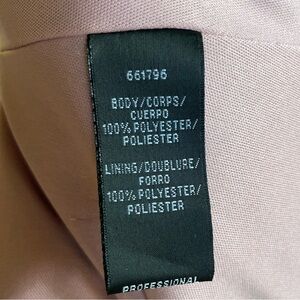 661796
BODY/CORPS/
CUERPO
100% POLYESTER/
POLIESTER
LINING/DOUBLURE/
FORRO
100% POLYESTER/
POLIESTER
PROFESSIONAL